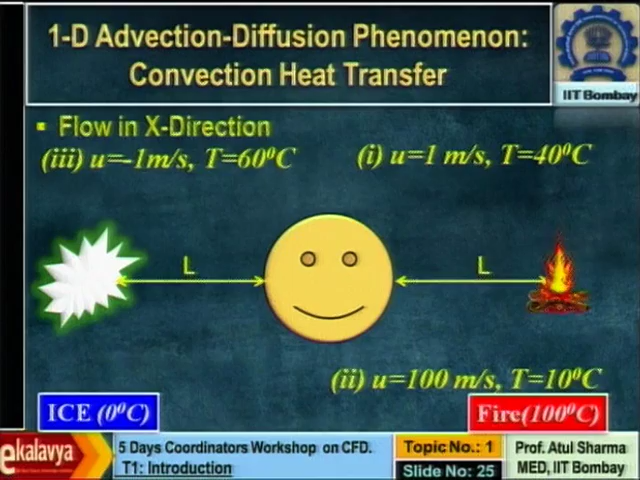 1-D Advection-Diffusion Phenomenon:
Convection Heat Transfer
IIT Bombay
Flow in X-Direction
(iii) u=-1m/s, T=60⁰C
(i) u=1 m/s, T=40⁰C
L
L
(ii) u=100 m/s, T=10⁰C
ICE (0⁰C)
Fire(100⁰C)
ekalavya
5 Days Coordinators Workshop on CFD.
T1: Introduction
Topic No.: 1
Slide No: 25
Prof. Atul Sharma
MED, IIT Bombay